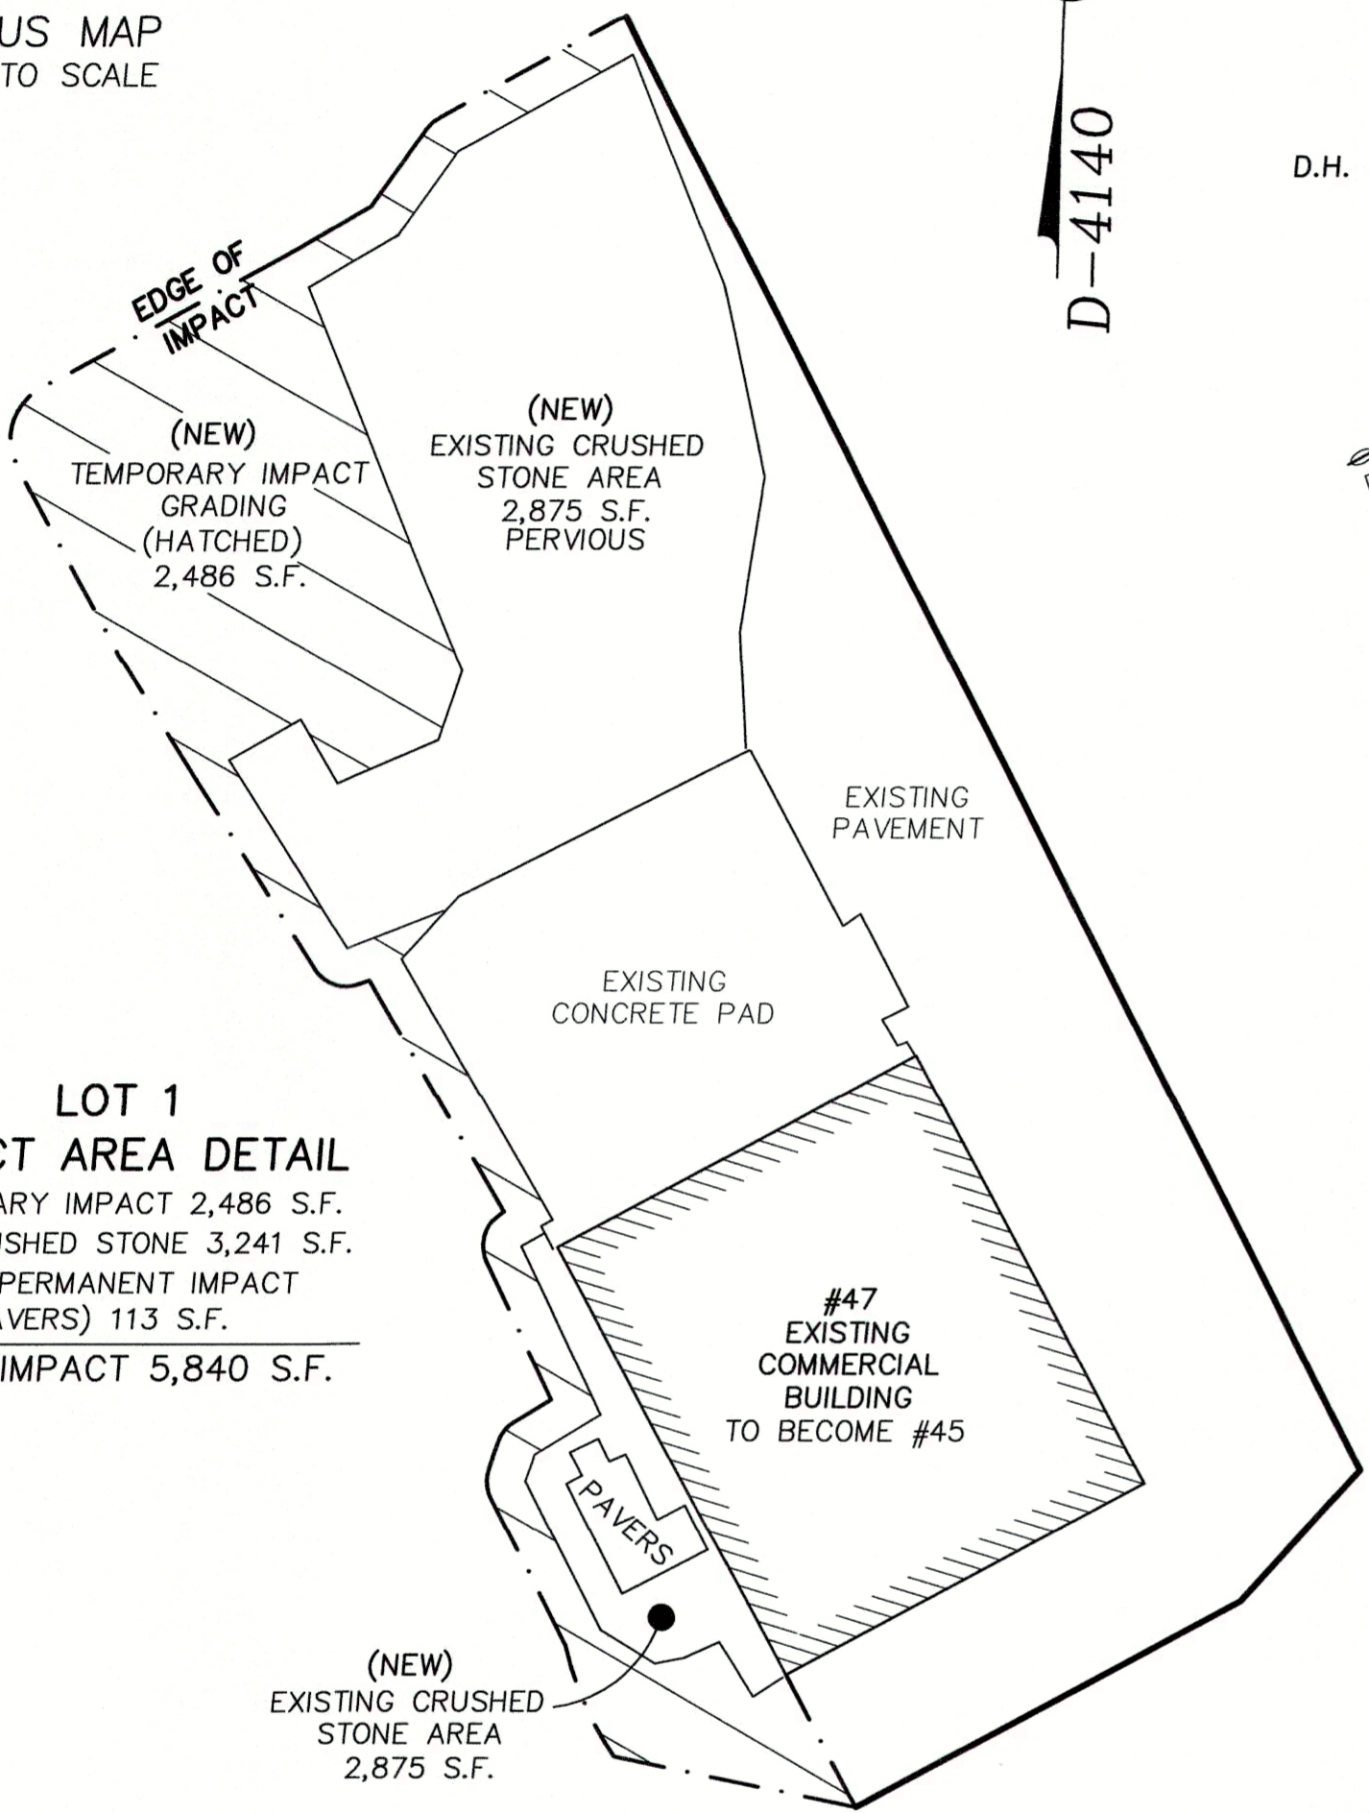 US MAP
TO SCALE
D-4140
D.H.
EDGE OF
IMPACT
(NEW)
TEMPORARY IMPACT
GRADING
(HATCHED)
2,486 S.F.
(NEW)
EXISTING CRUSHED
STONE AREA
2,875 S.F.
PERVIOUS
EXISTING
PAVEMENT
EXISTING
CONCRETE PAD
LOT 1
CT AREA DETAIL
ARY IMPACT 2,486 S.F.
SHED STONE 3,241 S.F.
PERMANENT IMPACT
AVERS) 113 S.F.
IMPACT 5,840 S.F.
#47
EXISTING
COMMERCIAL
BUILDING
TO BECOME #45
PAVERS
(NEW)
EXISTING CRUSHED
STONE AREA
2,875 S.F.